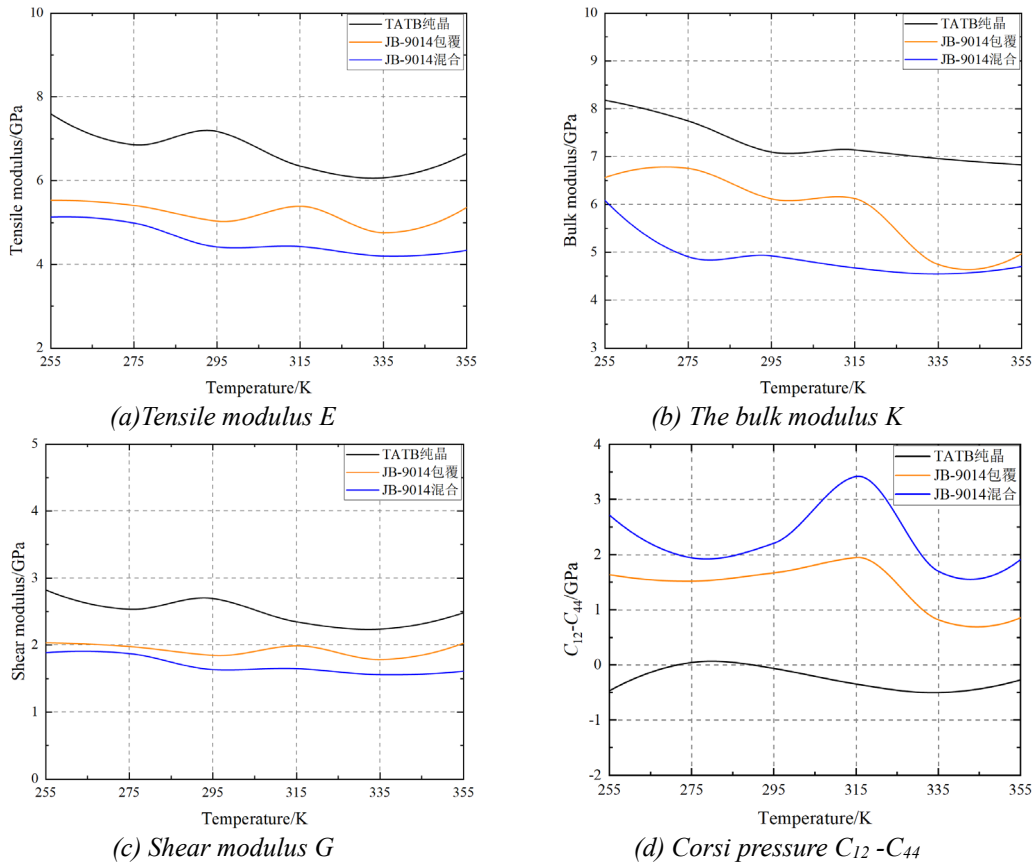 10
8
6
4
2
Tensile modulus/GPa
TATB纯晶
JB-9014包覆
JB-9014混合
255
275
295
315
335
355
Temperature/K
(a)Tensile modulus E
10
9
8
7
6
5
4
3
Bulk modulus/GPa
TATB纯晶
JB-9014包覆
JB-9014混合
255
275
295
315
335
355
Temperature/K
(b) The bulk modulus K
5
4
3
2
1
0
Shear modulus/GPa
TATB纯晶
JB-9014包覆
JB-9014混合
255
275
295
315
335
355
Temperature/K
(c) Shear modulus G
4
3
2
1
0
-1
-2
C12-C44/GPa
TATB纯晶
JB-9014包覆
JB-9014混合
255
275
295
315
335
355
Temperature/K
(d) Corsi pressure C12 -C44